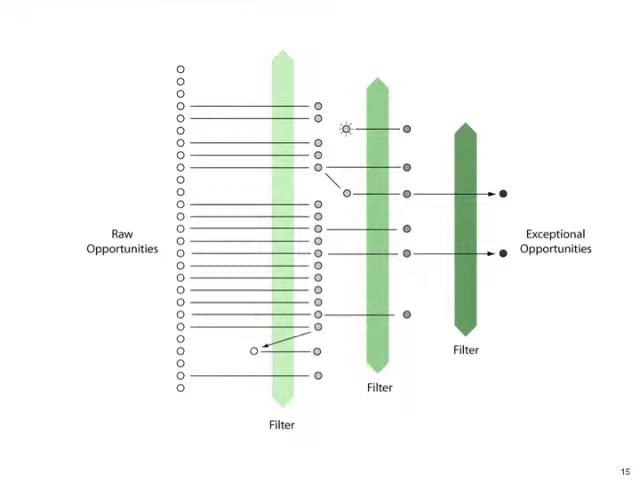 Raw
Opportunities
Exceptional
Opportunities
Filter
Filter
Filter
15